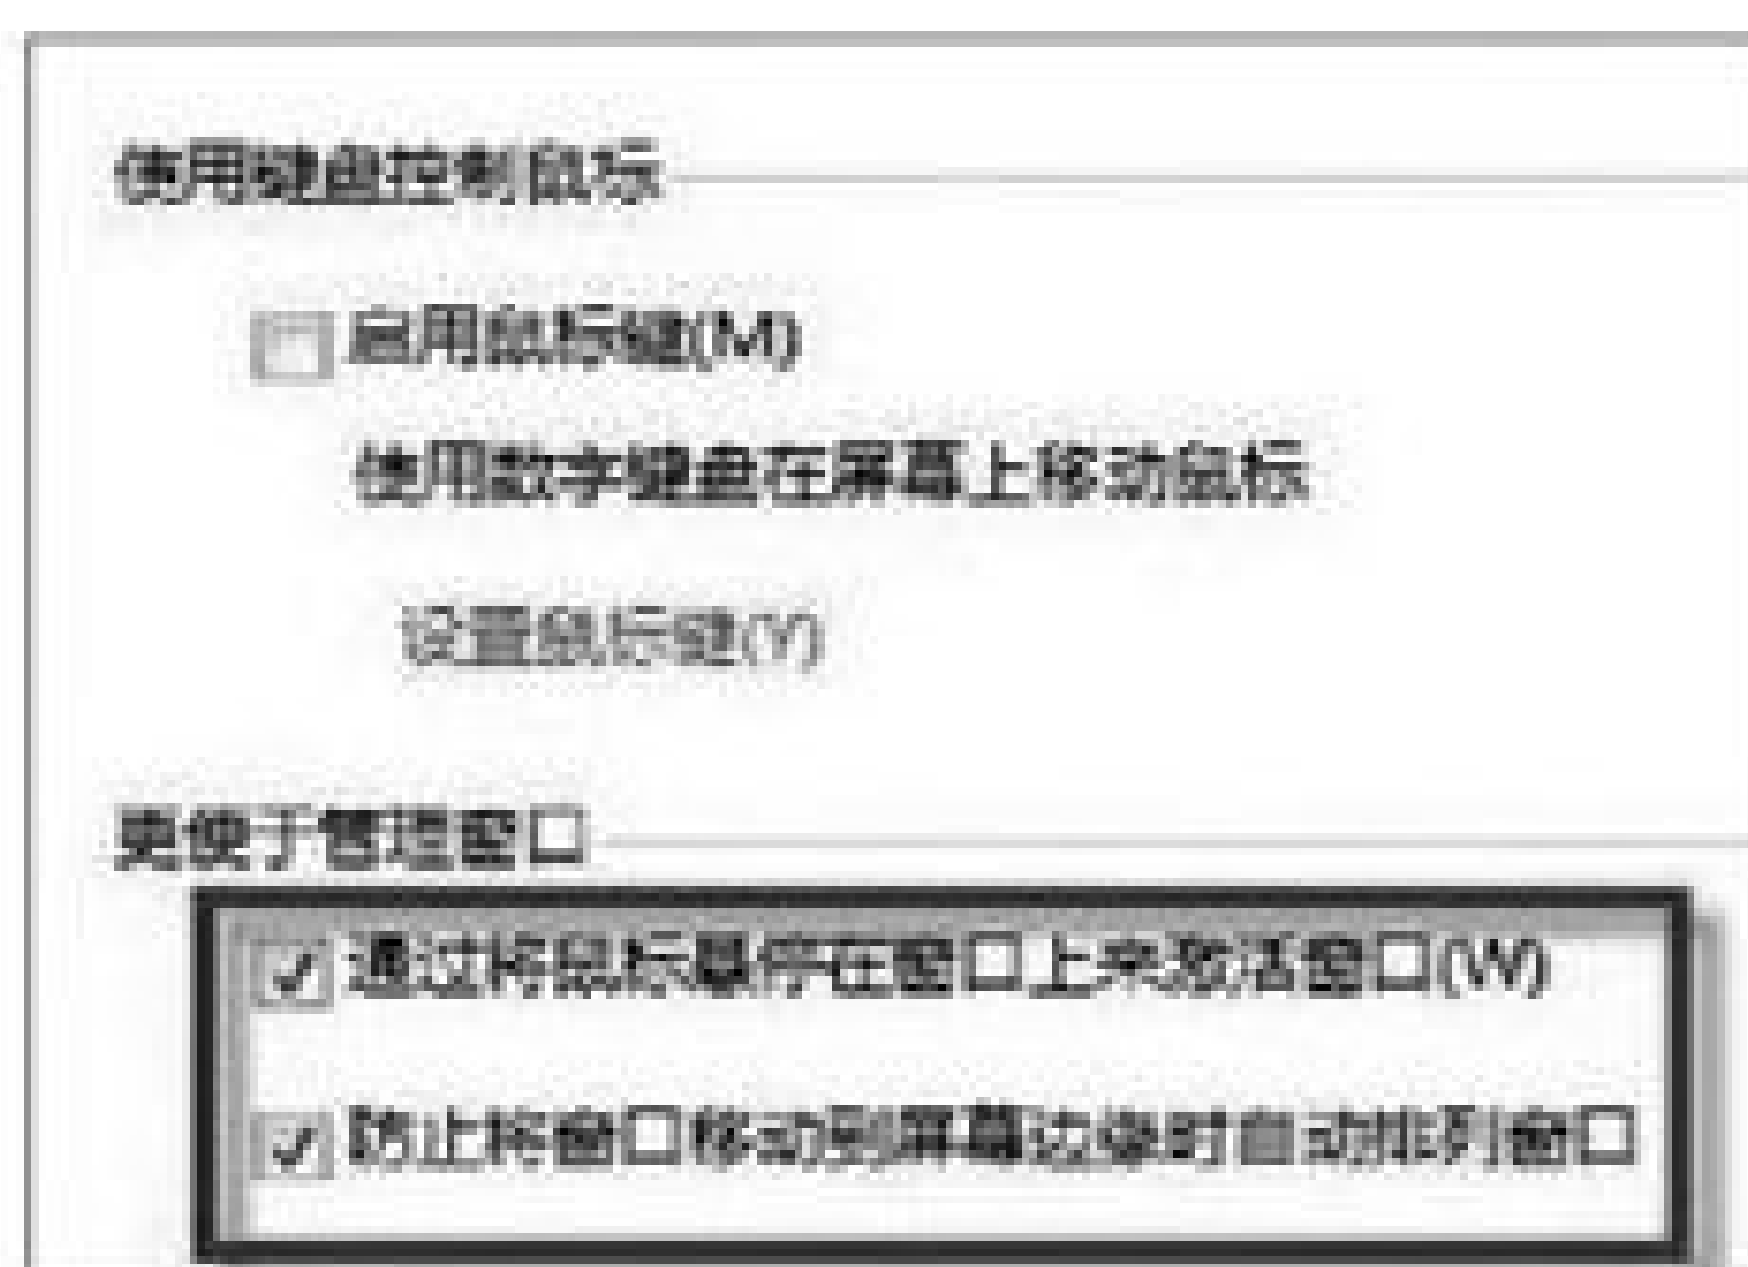 使用键盘控制鼠标
启用鼠标键(M)
使用数字键盘在屏幕上移动鼠标
设置鼠标键(Y)
更便于管理窗口
通过将鼠标悬停在窗口上来激活窗口(W)
防止将窗口移动到屏幕边缘时自动排列窗口